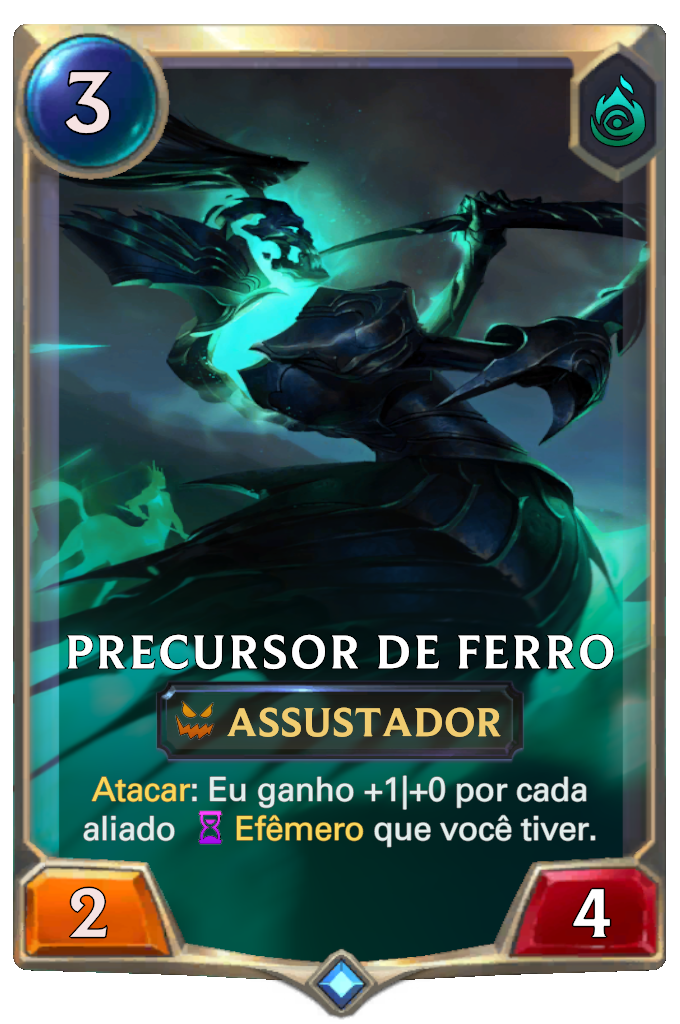 3
PRECURSOR DE FERRO
ASSUSTADOR
Atacar: Eu ganho +1|+0 por cada
aliado Efêmero que você tiver.
2
4